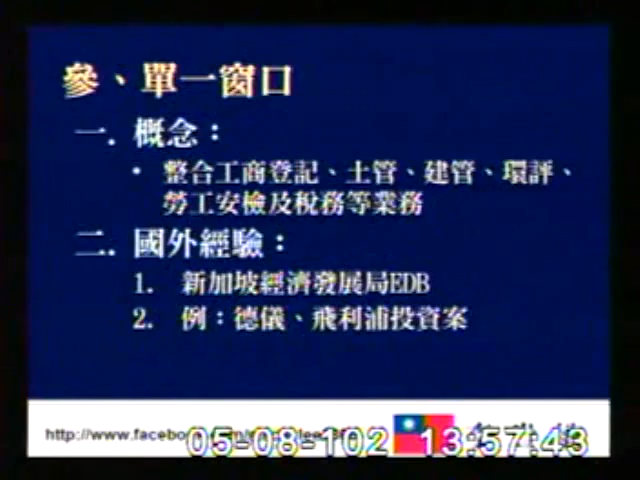 參、單一窗口
一. 概念：
• 整合工商登記、土管、建管、環評、
勞工安檢及稅務等業務
二. 國外經驗：
1. 新加坡經濟發展局EDB
2. 例：德儀、飛利浦投資案
http://www.facebo
05-08-102 13:57:43